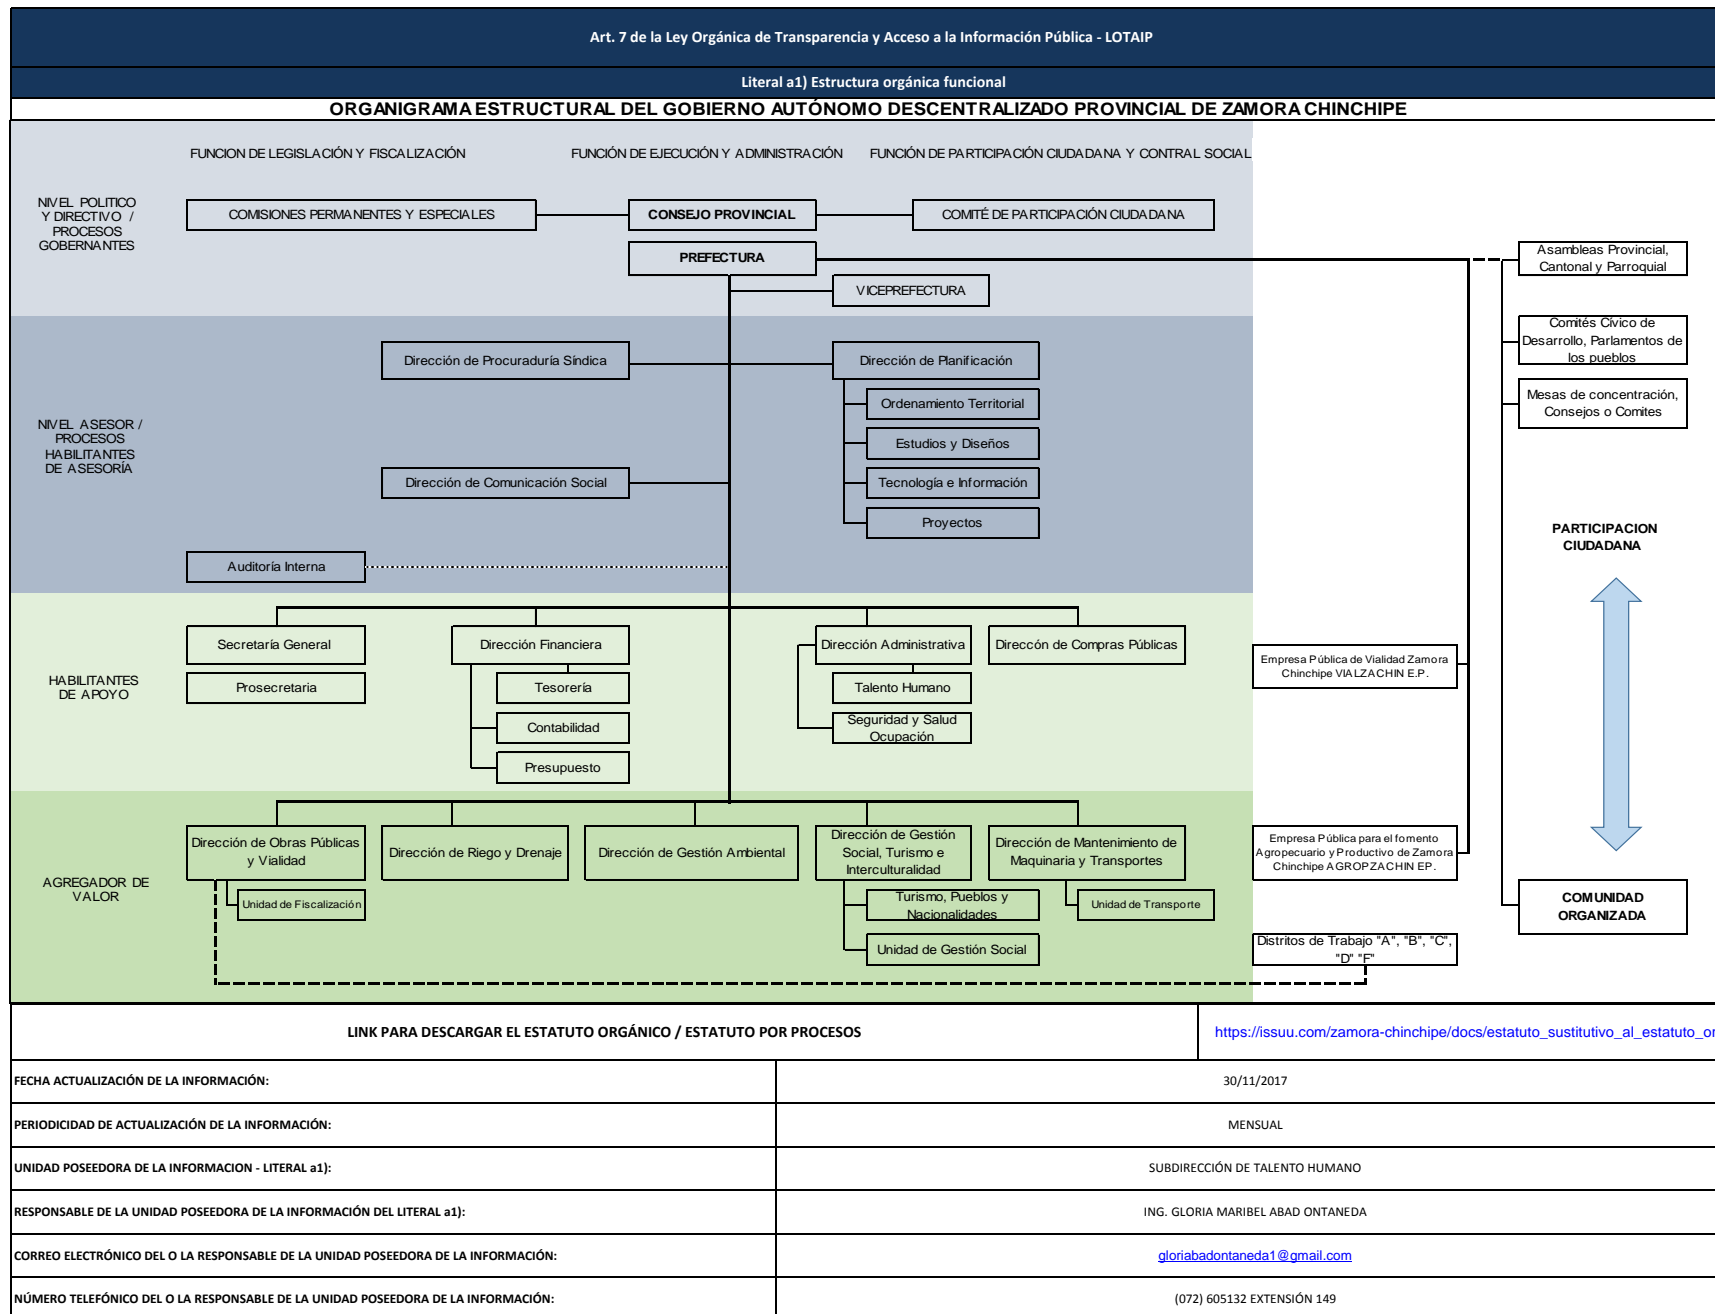 Art. 7 de la Ley Orgánica de Transparencia y Acceso a la Información Pública - LOTAIP
Literal a1) Estructura orgánica funcional
ORGANIGRAMA ESTRUCTURAL DEL GOBIERNO AUTÓNOMO DESCENTRALIZADO PROVINCIAL DE ZAMORA CHINCHIPE
FUNCION DE LEGISLACIÓN Y FISCALIZACIÓN
FUNCIÓN DE EJECUCIÓN Y ADMINISTRACIÓN
FUNCIÓN DE PARTICIPACIÓN CIUDADANA Y CONTRAL SOCIAL
NIVEL POLITICO
Y DIRECTIVO /
PROCESOS
GOBERNANTES
COMISIONES PERMANENTES Y ESPECIALES
CONSEJO PROVINCIAL
COMITÉ DE PARTICIPACIÓN CIUDADANA
PREFECTURA
VICEPREFECTURA
Asambleas Provincial,
Cantonal y Parroquial
Comités Cívico de
Desarrollo, Parlamentos de
los pueblos
Mesas de concentración,
Consejos o Comites
NIVEL ASESOR /
PROCESOS
HABILITANTES
DE ASESORÍA
Dirección de Procuraduría Síndica
Dirección de Planificación
Ordenamiento Territorial
Estudios y Diseños
Dirección de Comunicación Social
Tecnología e Información
Proyectos
Auditoría Interna
PARTICIPACION
CIUDADANA
HABILITANTES
DE APOYO
Secretaría General
Dirección Financiera
Dirección Administrativa
Direccón de Compras Públicas
Prosecretaria
Tesorería
Talento Humano
Contabilidad
Seguridad y Salud
Ocupación
Presupuesto
Empresa Pública de Vialidad Zamora
Chinchipe VIALZACHIN E.P.
AGREGADOR DE
VALOR
Dirección de Obras Públicas
y Vialidad
Dirección de Riego y Drenaje
Dirección de Gestión Ambiental
Dirección de Gestión
Social, Turismo e
Interculturalidad
Dirección de Mantenimiento de
Maquinaria y Transportes
Empresa Pública para el fomento
Agropecuario y Productivo de Zamora
Chinchipe AGROPZACHIN EP.
Unidad de Fiscalización
Turismo, Pueblos y
Nacionalidades
Unidad de Transporte
COMUNIDAD
ORGANIZADA
Unidad de Gestión Social
Distritos de Trabajo "A", "B", "C",
"D" "F"
LINK PARA DESCARGAR EL ESTATUTO ORGÁNICO / ESTATUTO POR PROCESOS
https://issuu.com/zamora-chinchipe/docs/estatuto_sustitutivo_al_estatuto_or
FECHA ACTUALIZACIÓN DE LA INFORMACIÓN:
30/11/2017
PERIODICIDAD DE ACTUALIZACIÓN DE LA INFORMACIÓN:
MENSUAL
UNIDAD POSEEDORA DE LA INFORMACION - LITERAL a1):
SUBDIRECCIÓN DE TALENTO HUMANO
RESPONSABLE DE LA UNIDAD POSEEDORA DE LA INFORMACIÓN DEL LITERAL a1):
ING. GLORIA MARIBEL ABAD ONTANEDA
CORREO ELECTRÓNICO DEL O LA RESPONSABLE DE LA UNIDAD POSEEDORA DE LA INFORMACIÓN:
gloriabadontaneda1@gmail.com
NÚMERO TELEFÓNICO DEL O LA RESPONSABLE DE LA UNIDAD POSEEDORA DE LA INFORMACIÓN:
(072) 605132 EXTENSIÓN 149